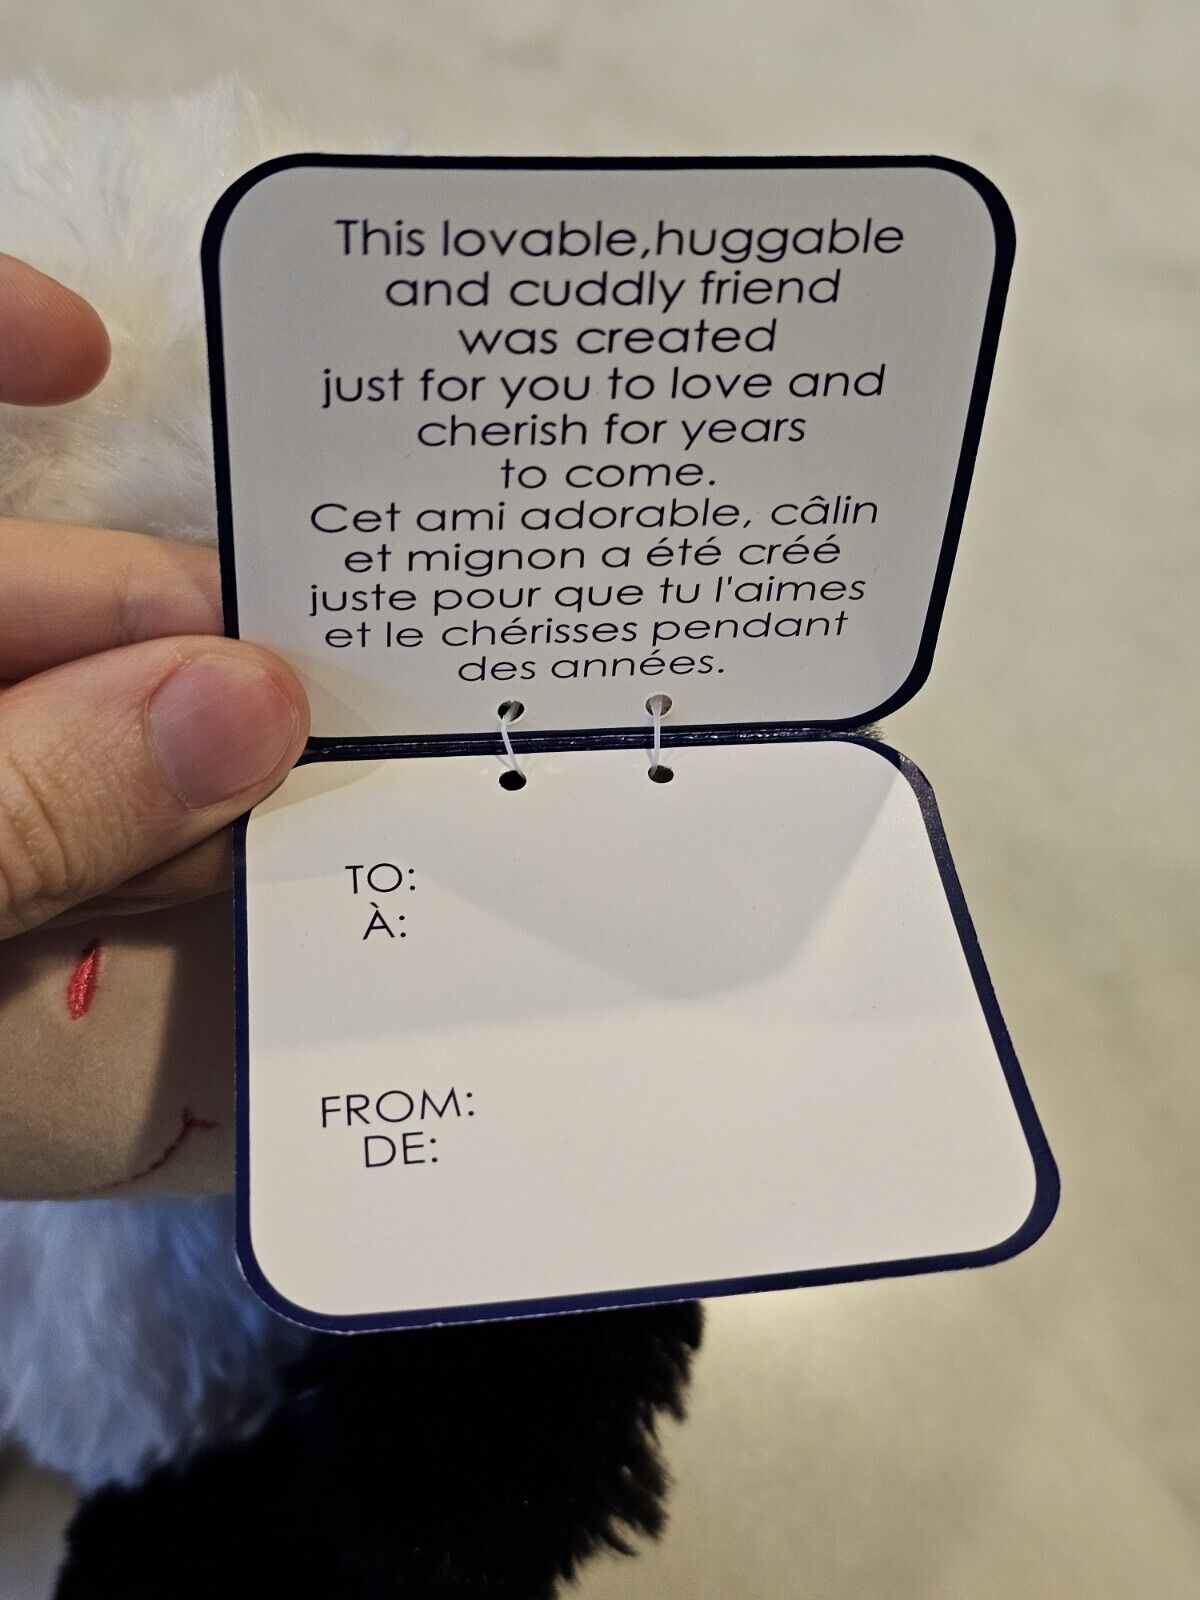 This lovable,huggable
and cuddly friend
was created
just for you to love and
cherish for years
to come.
Cet ami adorable, câlin
et mignon a été créé
juste pour que tu l'aimes
et le chérisses pendant
des années.
TO:
À:
FROM:
DE: